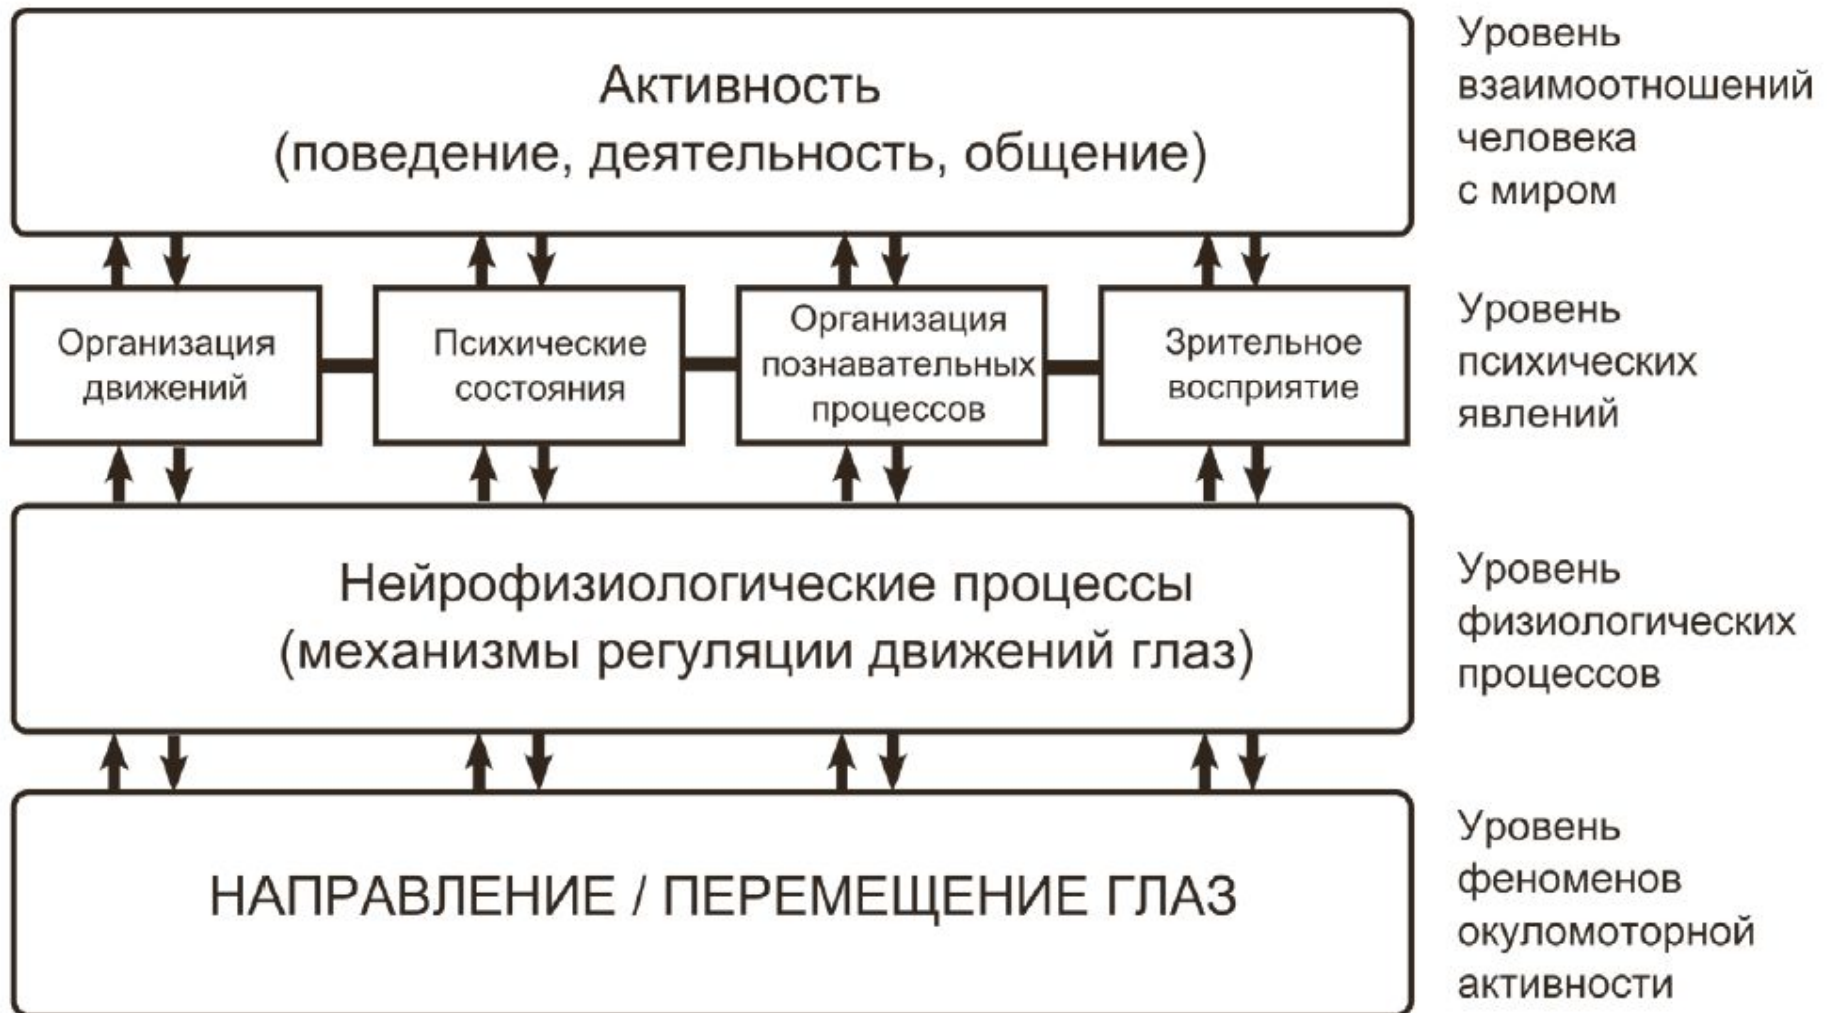 Активность
(поведение, деятельность, общение)
Уровень
взаимоотношений
человека
с миром
Организация
движений
Психические
состояния
Организация
познавательных
процессов
Зрительное
восприятие
Уровень
психических
явлений
Нейрофизиологические процессы
(механизмы регуляции движений глаз)
Уровень
физиологических
процессов
НАПРАВЛЕНИЕ / ПЕРЕМЕЩЕНИЕ ГЛАЗ
Уровень
феноменов
окуломоторной
активности